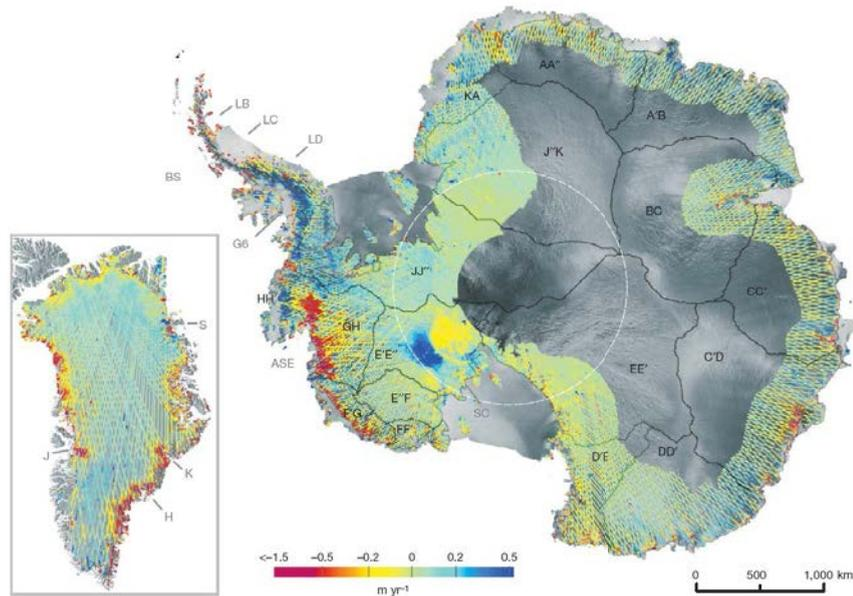 AA″
LB
KA
LC
A′B
LD
J″K
BS
BC
G6
D
JJ″
CC′
HH
S
GH
E′E″
ASE
C′D
EE′
E″F
SC
FF′
D′E
DD′
J
K
H
<−1.5 −0.5 −0.2 0 0.2 0.5
m yr⁻¹
0 500 1,000 km